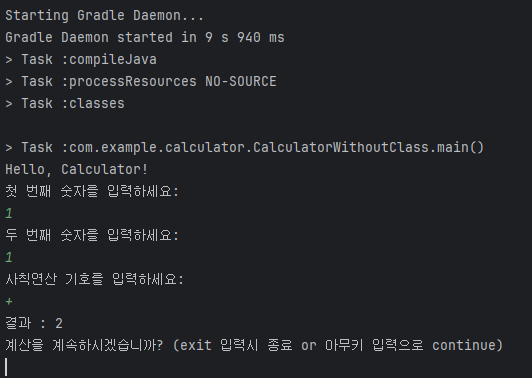 Starting Gradle Daemon...
Gradle Daemon started in 9 s 940 ms
> Task :compileJava
> Task :processResources NO-SOURCE
> Task :classes
> Task :com.example.calculator.CalculatorWithoutClass.main()
Hello, Calculator!
첫 번째 숫자를 입력하세요:
1
두 번째 숫자를 입력하세요:
1
사칙연산 기호를 입력하세요:
+
결과 : 2
계산을 계속하시겠습니까? (exit 입력시 종료 or 아무키 입력으로 continue)